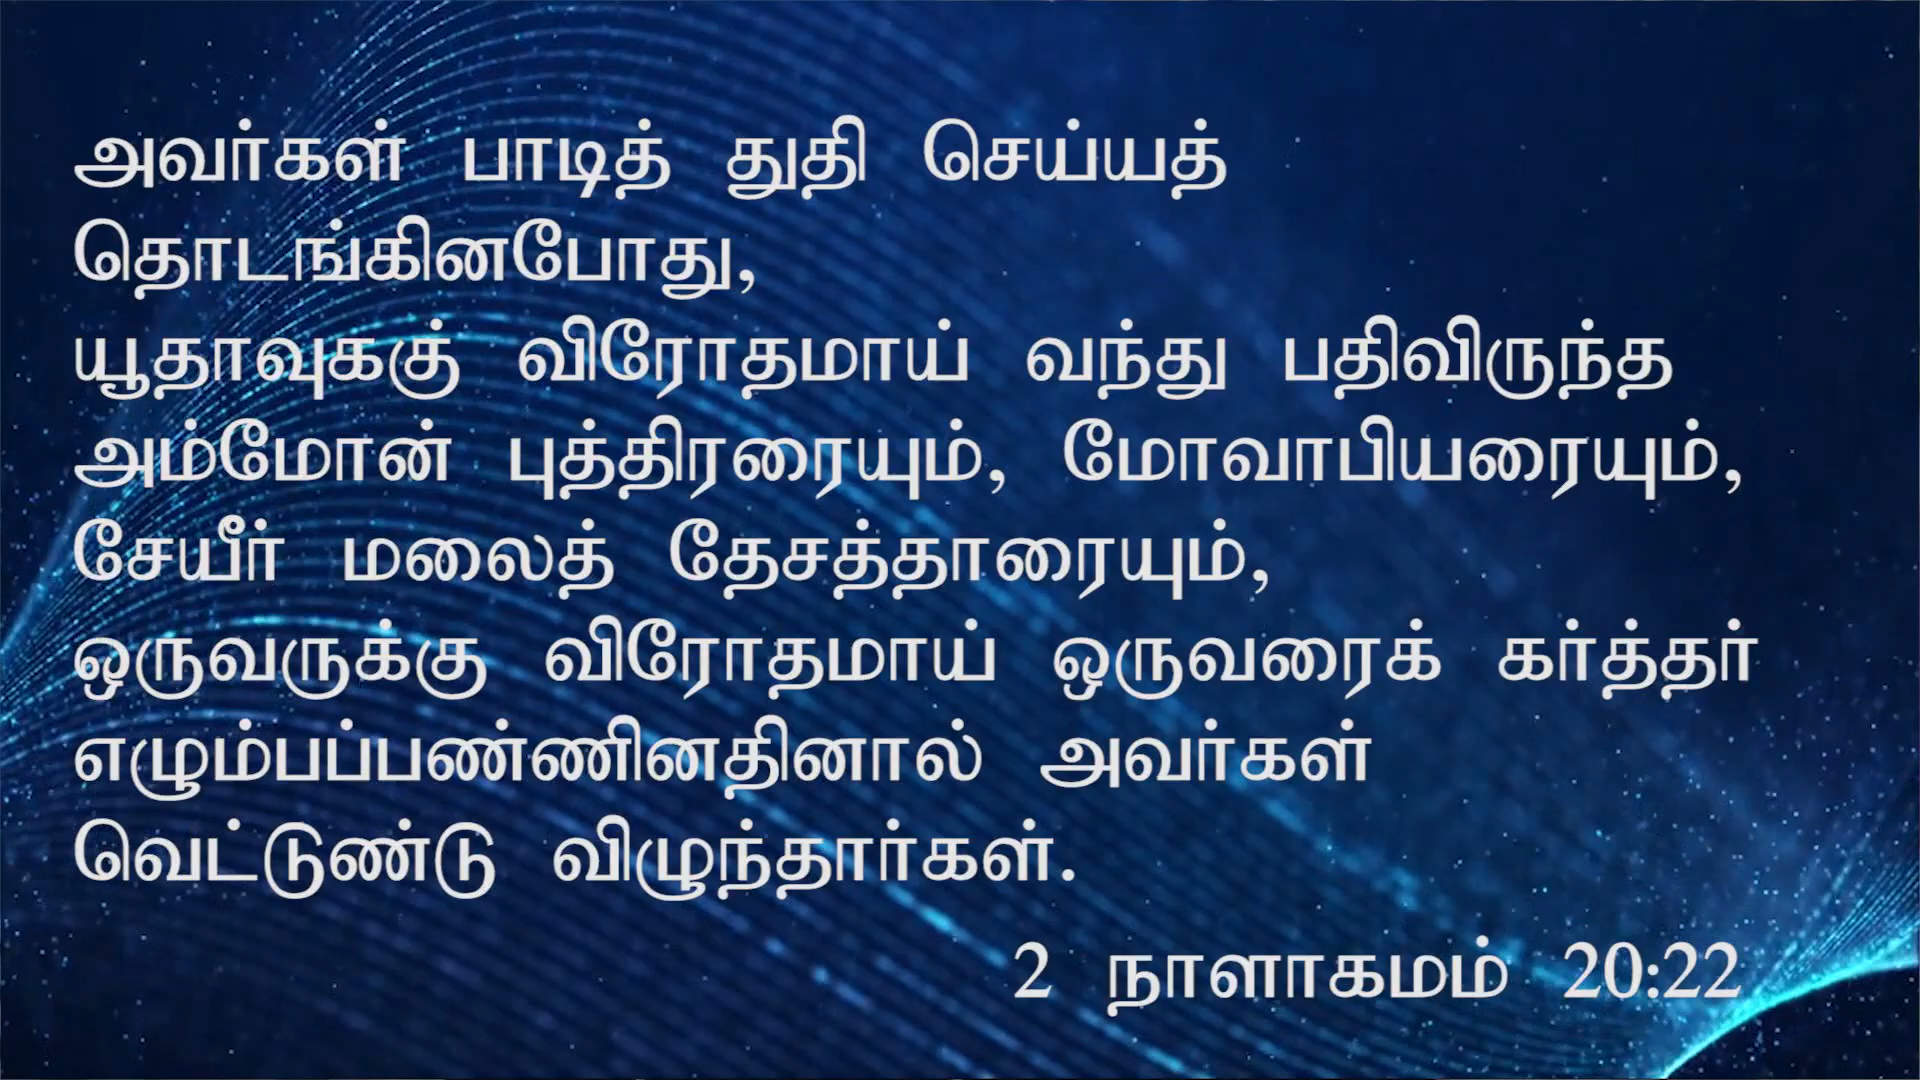 அவர்கள் பாடித் துதி செய்யத்
தொடங்கினபோது,
யூதாவுககு் விரோதமாய் வந்து பதிவிருந்த
அம்மோன் புத்திரரையும், மோவாபியரையும்,
சேயீர் மலைத் தேசத்தாரையும்,
ஒருவருக்கு விரோதமாய் ஒருவரைக் கர்த்தர்
எழும்பப்பண்ணினதினால் அவர்கள்
வெட்டுண்டு விழுந்தார்கள்.
2 நாளாகமம் 20:22